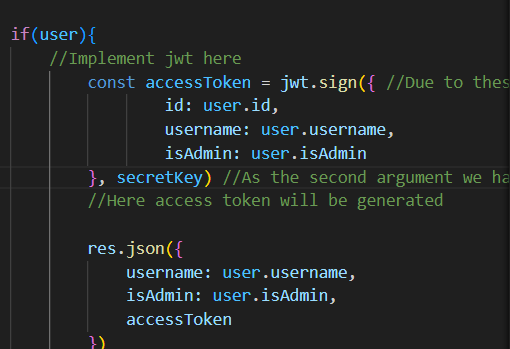 if(user){
//Implement jwt here
const accessToken = jwt.sign({ //Due to thes
id: user.id,
username: user.username,
isAdmin: user.isAdmin
}, secretKey) //As the second argument we ha
//Here access token will be generated
res.json({
username: user.username,
isAdmin: user.isAdmin,
accessToken
})